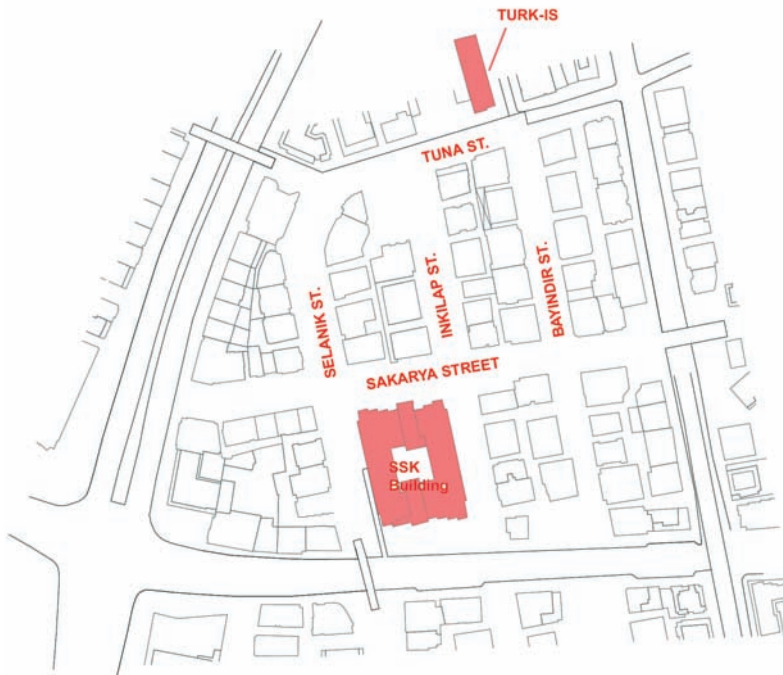 TURK-IS
TUNA ST.
SELANIK ST.
INKILAP ST.
BAYINDIR ST.
SAKARYA STREET
SSK
Building